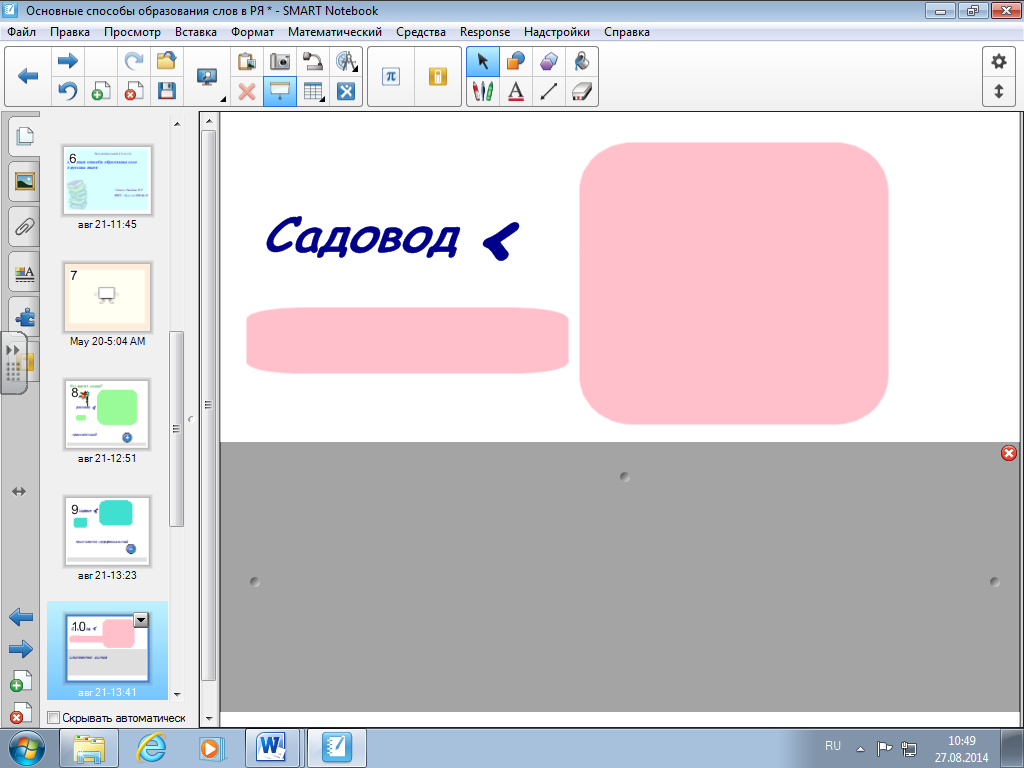 Основные способы образования слов в РЯ * - SMART Notebook
Файл Правка Просмотр Вставка Формат Математический Средства Response Надстройки Справка
π
A
A
6
авг 21-11:45
7
May 20-5:04 AM
8
авг 21-12:51
9
авг 21-13:23
10
авг 21-13:41
Скрывать автоматическ
Садовод <
RU
10:49
27.08.2014